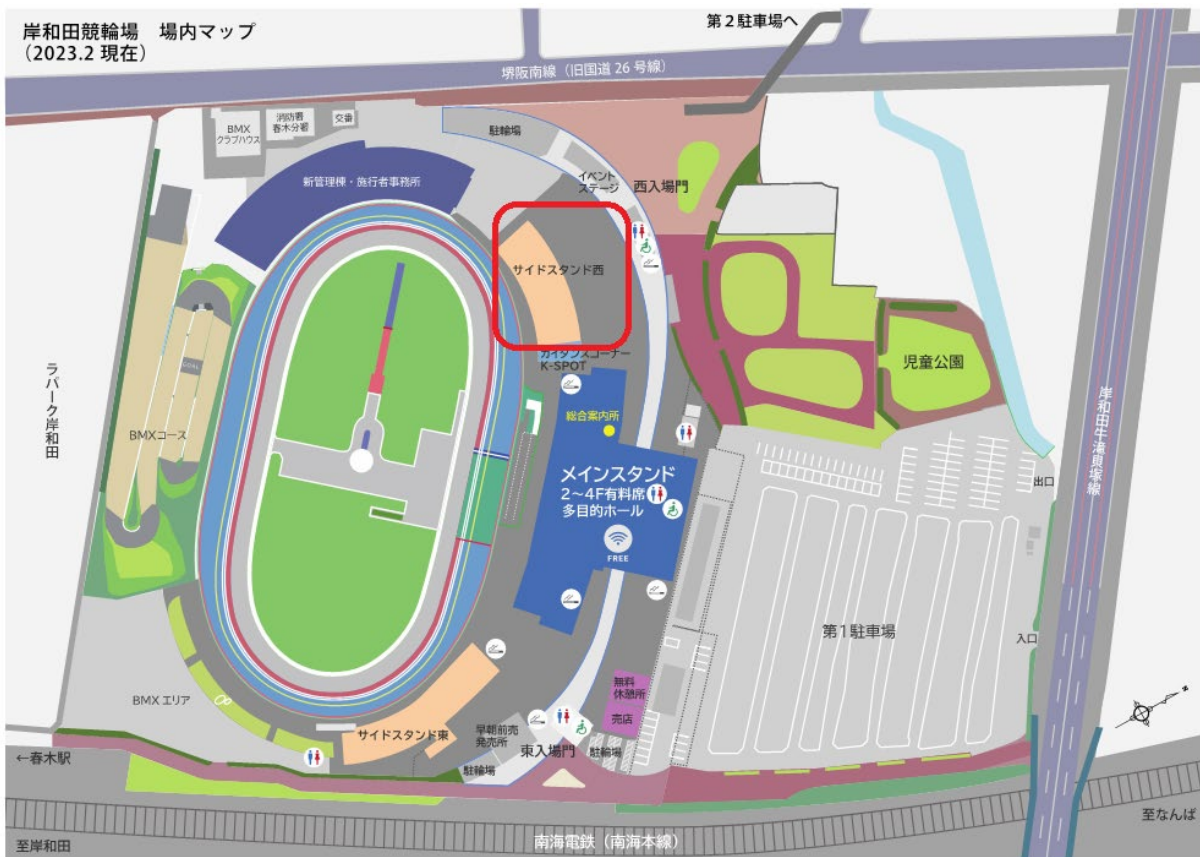 岸和田競輪場 場内マップ
（2023.2 現在）
第２駐車場へ
堺阪南線（旧国道 26 号線）
BMX
クラブハウス
消防署
春木分署
交番
駐輪場
新管理棟・施行者事務所
イベント
ステージ
西入場門
サイドスタンド西
ガイダンスコーナー
K-SPOT
児童公園
ラパーク岸和田
BMXコース
GOAL
総合案内所
メインスタンド
2～4F有料席
多目的ホール
FREE
岸和田牛滝貝塚線
出口
第１駐車場
入口
BMX エリア
無料
休憩所
売店
サイドスタンド東
早朝前売
発売所
東入場門
駐輪場
駐輪場
←春木駅
至なんば
南海電鉄（南海本線）
至岸和田